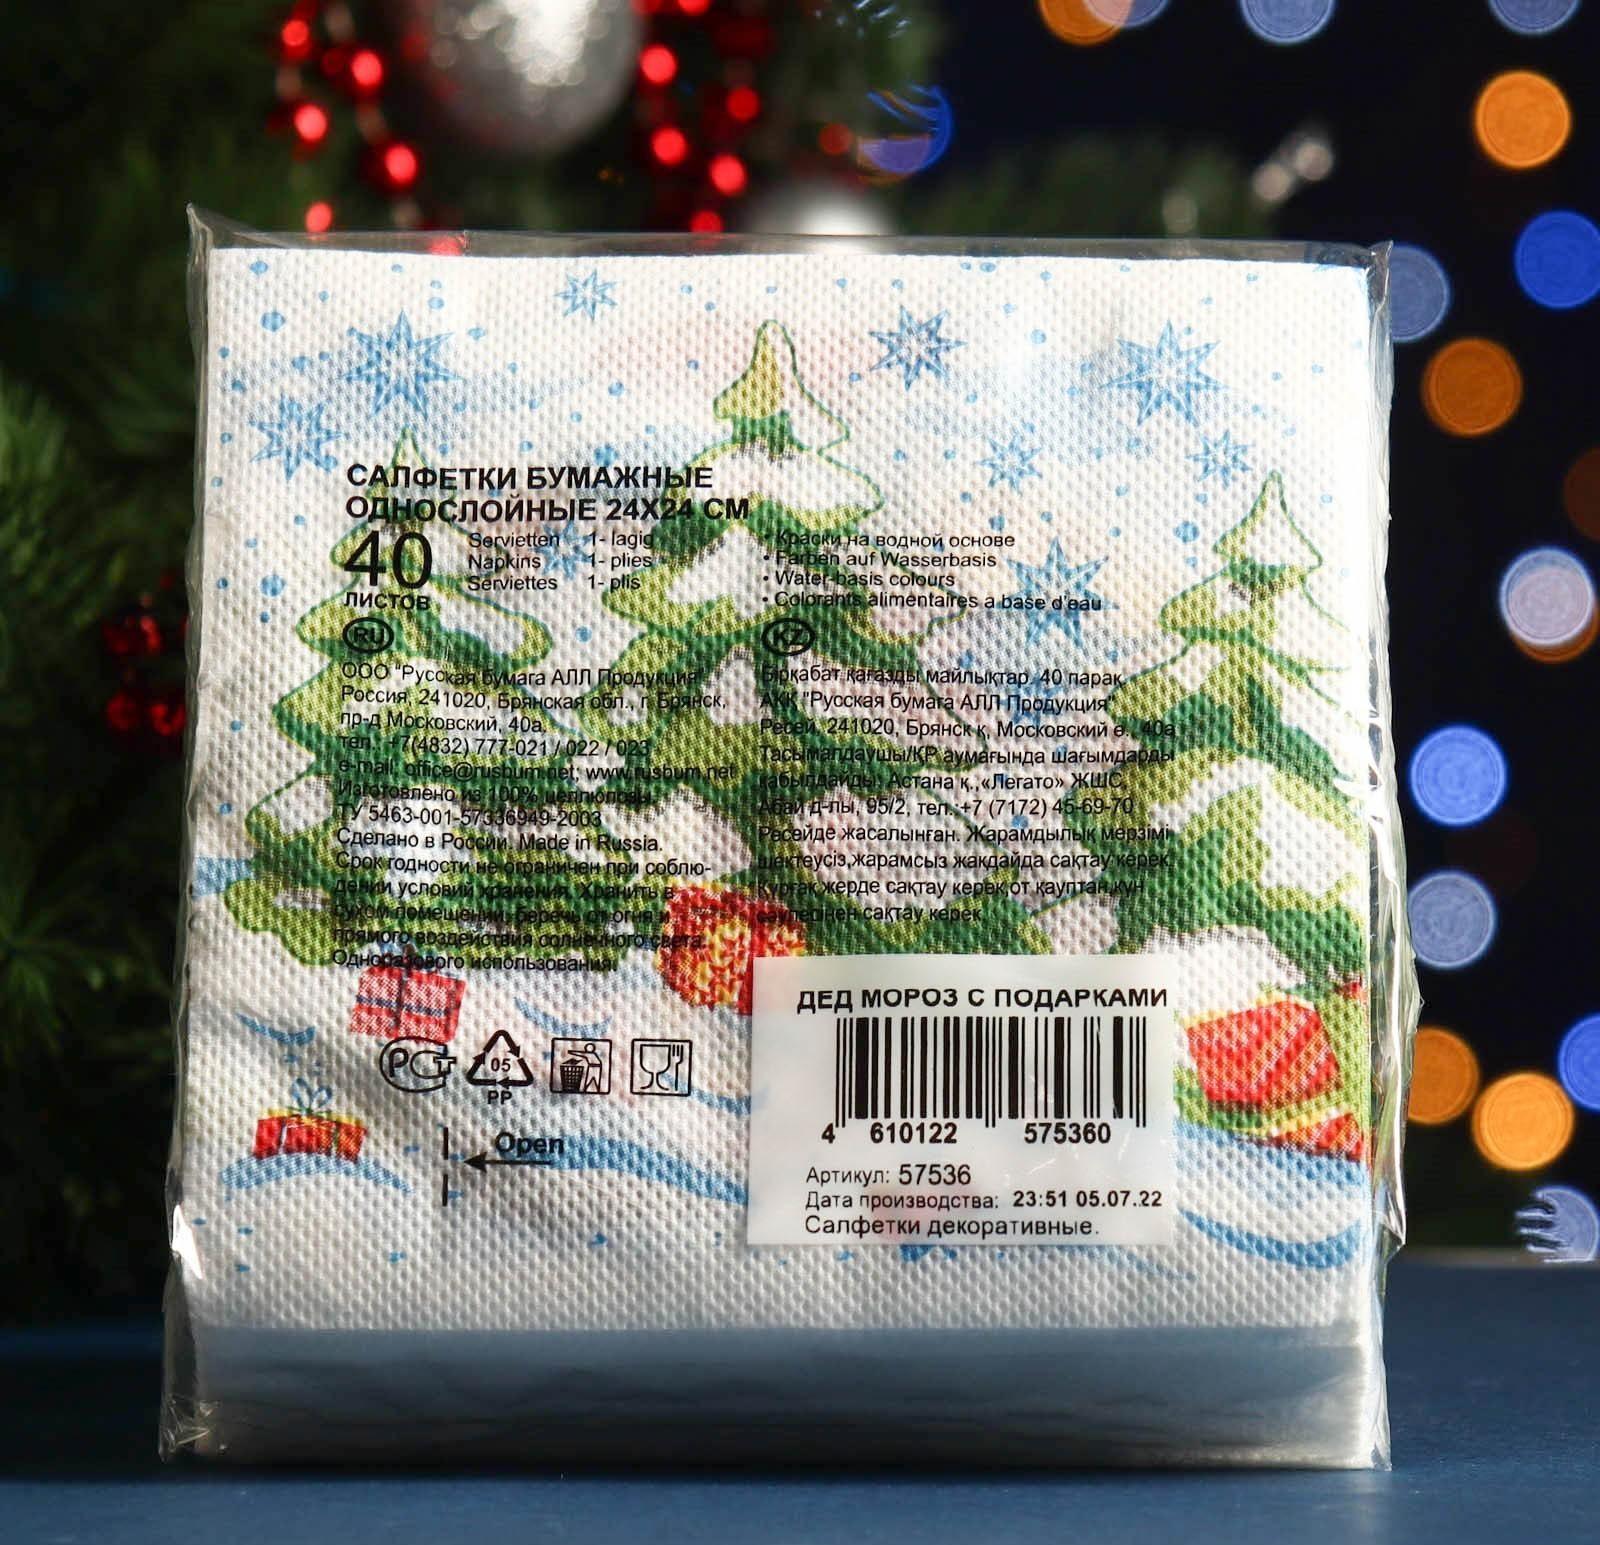 САЛФЕТКИ БУМАЖНЫЕ
ОДНОСЛОЙНЫЕ 24Х24 СМ
40
ЛИСТОВ
Servietten 1- lagig
Napkins 1- plies
Serviettes 1- plis
• Краски на водной основе
• Farben auf Wasserbasis
• Water-basis colours
• Colorants alimentaires a base d'eau
RU
ООО "Русская бумага АЛЛ Продукция"
Россия, 241020, Брянская обл., г. Брянск,
пр-д Московский, 40а.
тел.: +7(4832) 777-021 / 022 / 023
e-mail: office@rusbum.net; www.rusbum.net
Изготовлено из 100% целлюлозы.
ТУ 5463-001-57336949-2003
Сделано в России. Made in Russia.
Срок годности не ограничен при соблю-
дении условий хранения. Хранить в
сухом помещении, беречь от огня и
прямого воздействия солнечного света.
Одноразового использования.
KZ
Бірқабат қағазды майлықтар. 40 парақ.
АКК "Русская бумага АЛЛ Продукция"
Ресей, 241020, Брянск қ, Московский ө., 40а
Тасымалдаушы/ҚР аумағында шағымдарды
қабылдайды: Астана қ.,«Легато» ЖШС,
Абай д-лы, 95/2, тел.:+7 (7172) 45-69-70
Ресейде жасалынған. Жарамдылық мерзімі
шектеусіз,жарамсыз жағдайда сақтау керек.
Құрғақ жерде сақтау керек,от қауптан,күн
сәулесінен сақтау керек.
РСТ
05
PP
Open
ДЕД МОРОЗ С ПОДАРКАМИ
4 610122 575360
Артикул: 57536
Дата производства: 23:51 05.07.22
Салфетки декоративные.